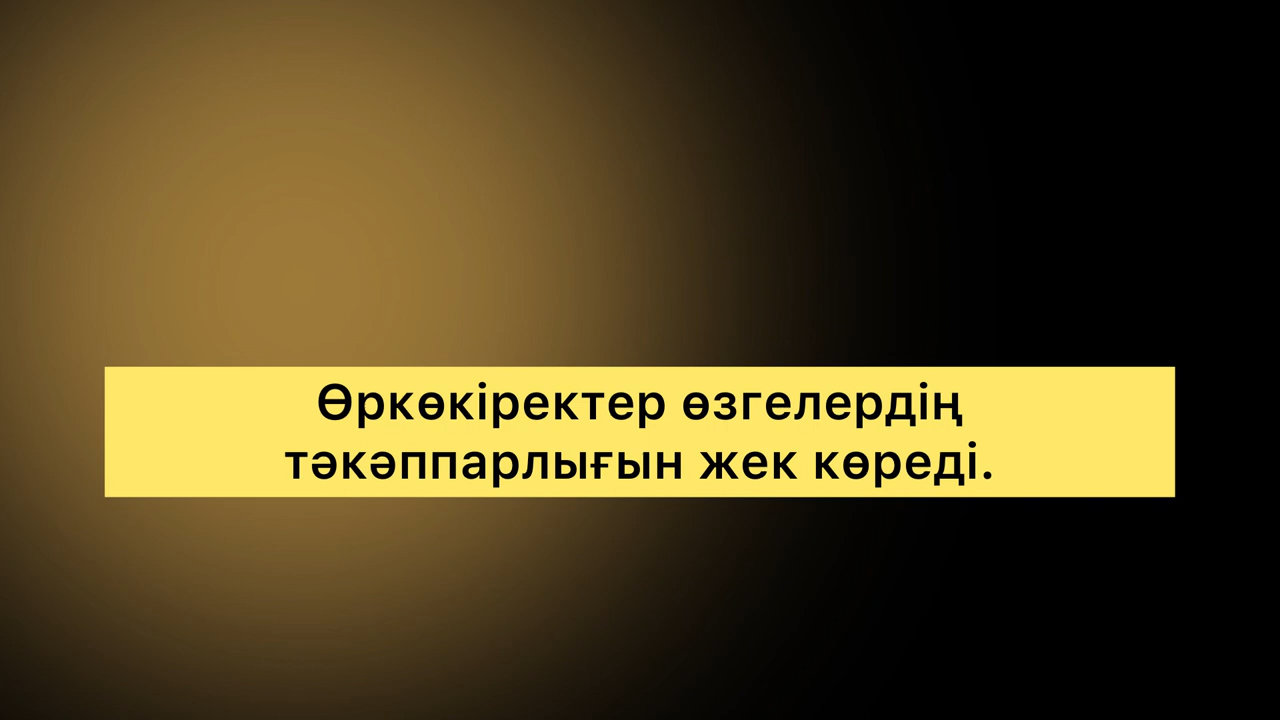 Өркөкіректер өзгелердің
тәкәппарлығын жек көреді.